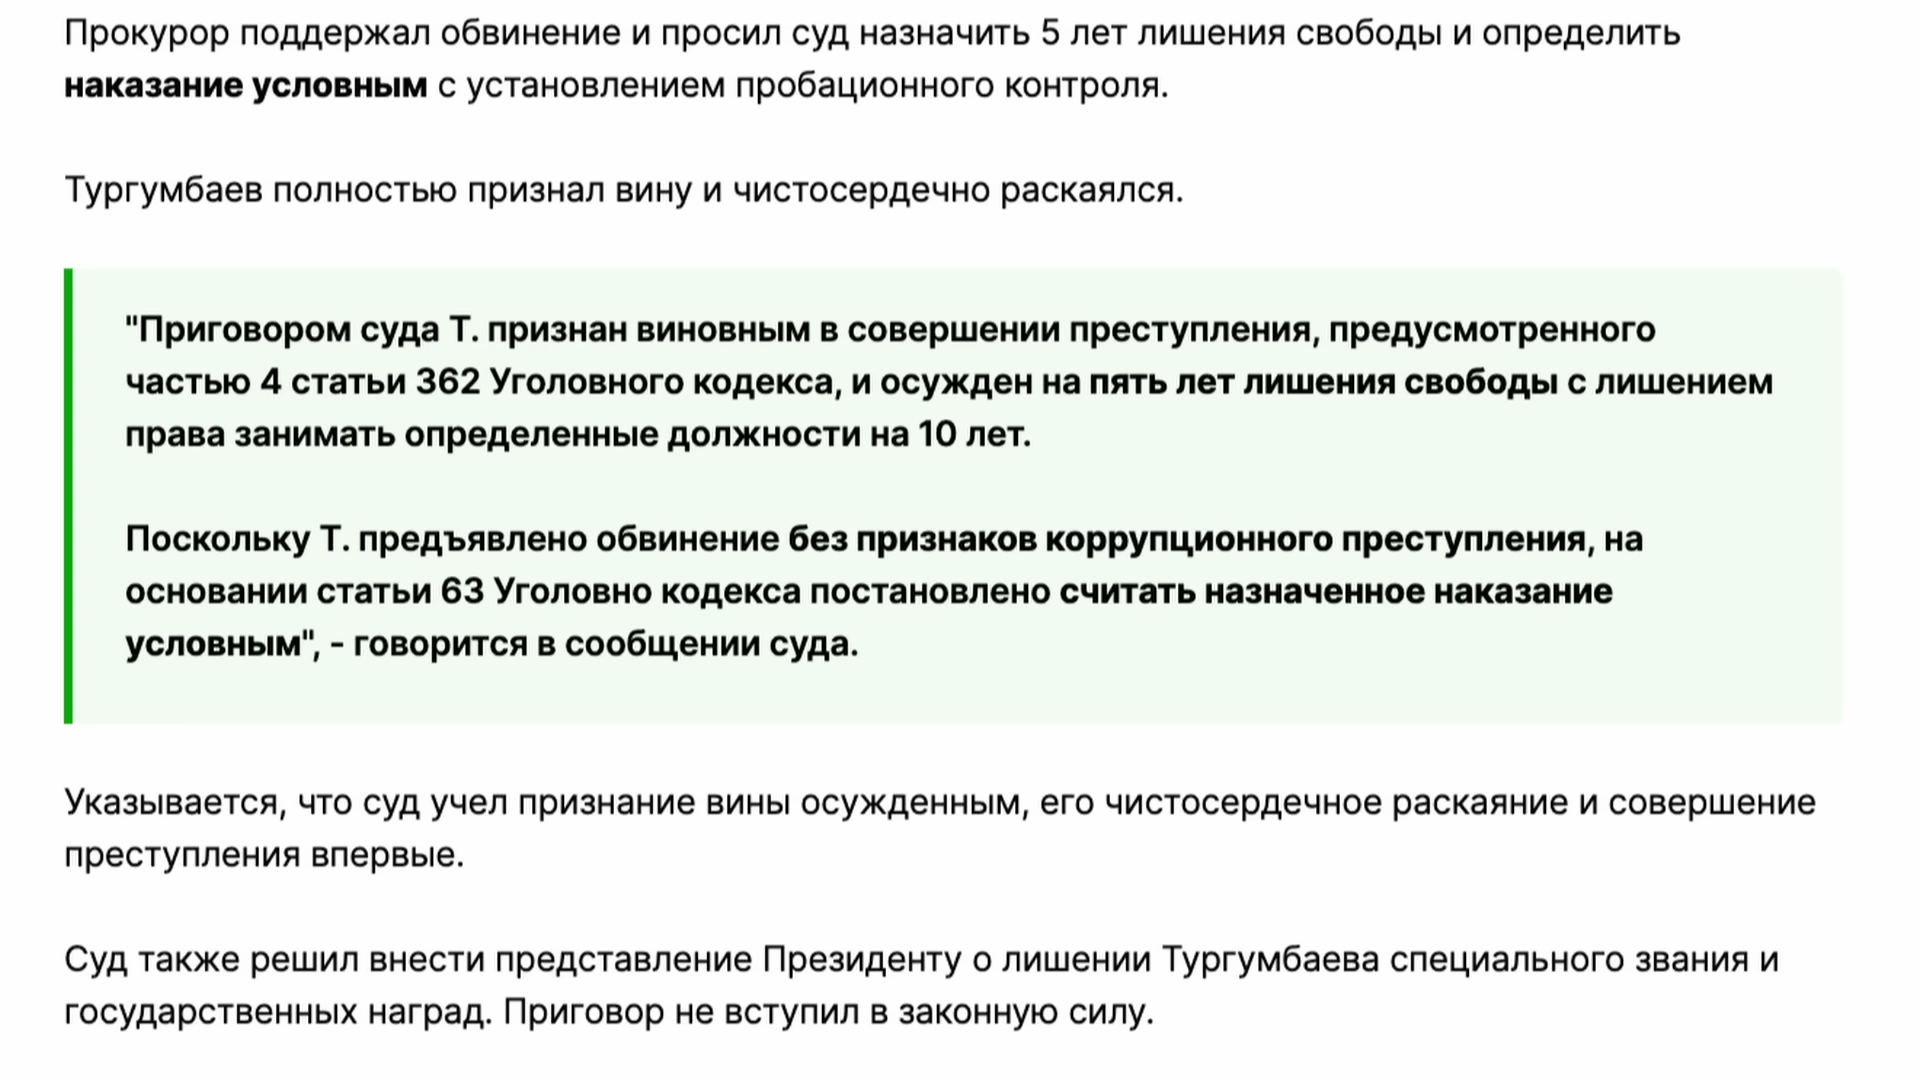 Прокурор поддержал обвинение и просил суд назначить 5 лет лишения свободы и определить
наказание условным с установлением пробационного контроля.
Тургумбаев полностью признал вину и чистосердечно раскаялся.
"Приговором суда Т. признан виновным в совершении преступления, предусмотренного
частью 4 статьи 362 Уголовного кодекса, и осужден на пять лет лишения свободы с лишением
права занимать определенные должности на 10 лет.
Поскольку Т. предъявлено обвинение без признаков коррупционного преступления, на
основании статьи 63 Уголовно кодекса постановлено считать назначенное наказание
условным", - говорится в сообщении суда.
Указывается, что суд учел признание вины осужденным, его чистосердечное раскаяние и совершение
преступления впервые.
Суд также решил внести представление Президенту о лишении Тургумбаева специального звания и
государственных наград. Приговор не вступил в законную силу.